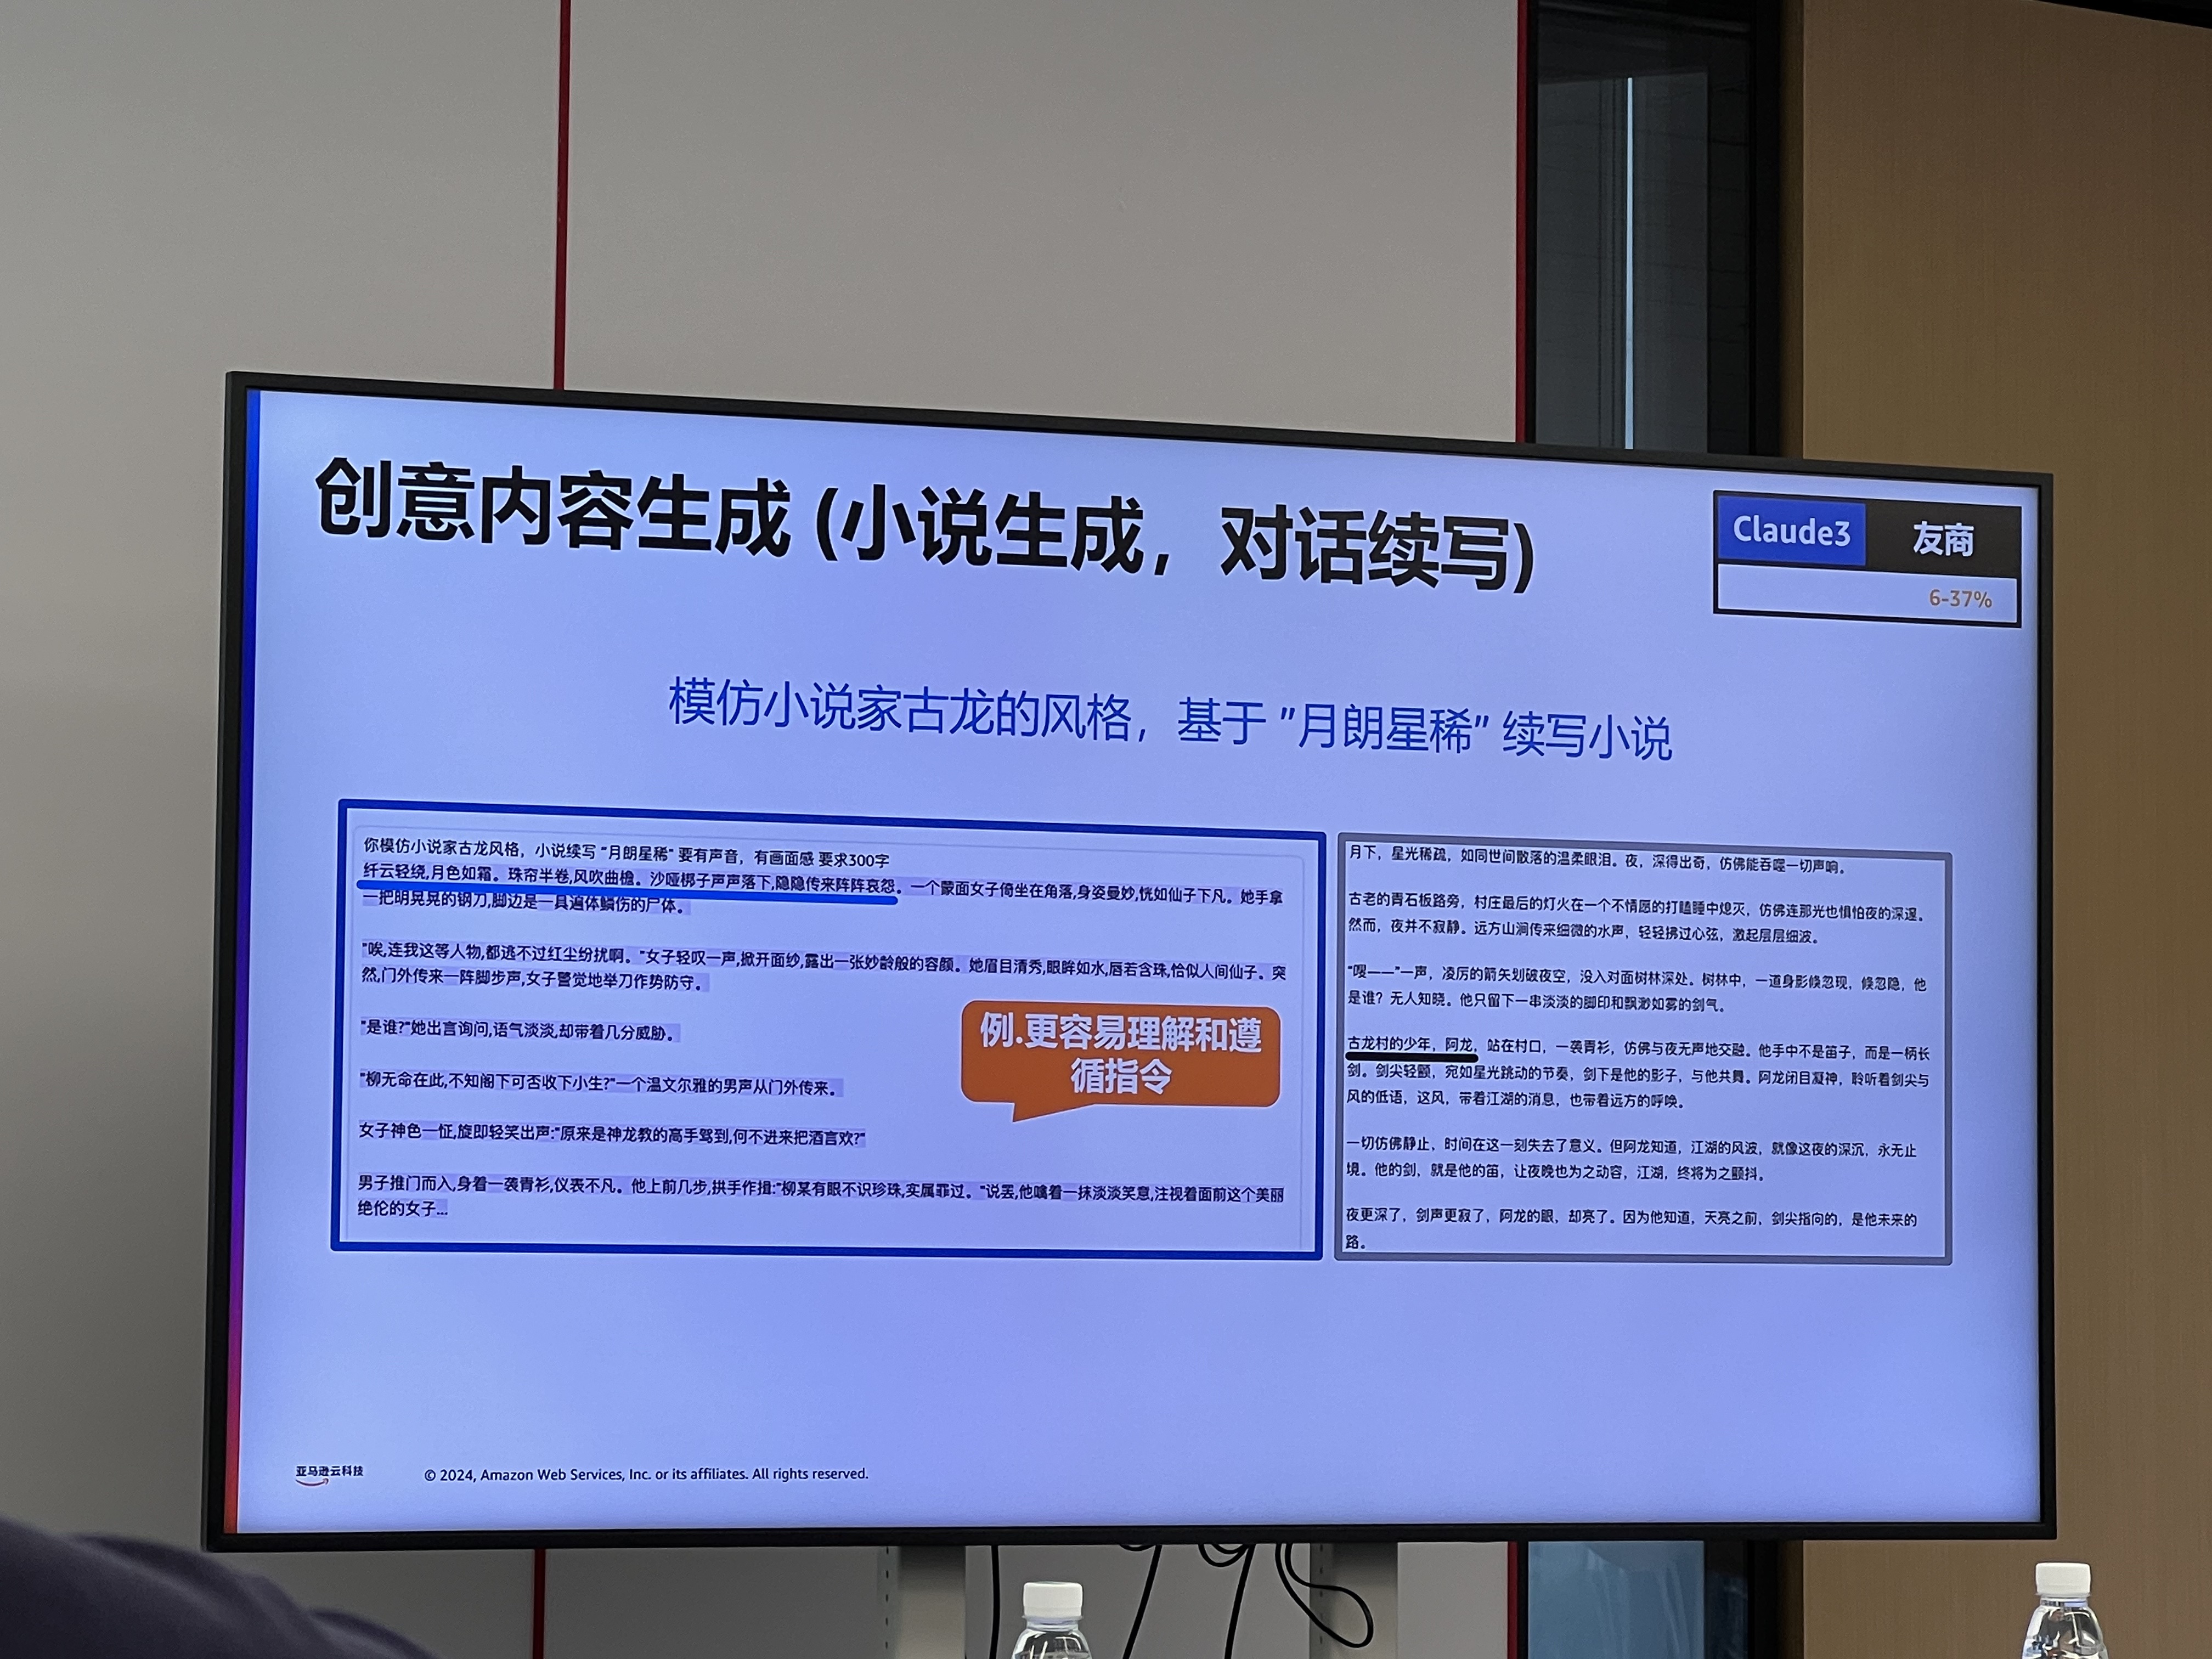 创意内容生成 (小说生成，对话续写)
Claude3 友商
6-37%
模仿小说家古龙的风格，基于 "月朗星稀" 续写小说
你模仿小说家古龙风格，小说续写 "月朗星稀" 要有声音，有画面感 要求300字
纤云轻绕,月色如霜。珠帘半卷,风吹曲檐。沙哑梆子声声落下,隐隐传来阵阵哀怨。一个蒙面女子倚坐在角落,身姿曼妙,恍如仙子下凡。她手拿
一把明晃晃的钢刀,脚边是一具遍体鳞伤的尸体。
"唉,连我这等人物,都逃不过红尘纷扰啊。"女子轻叹一声,掀开面纱,露出一张妙龄般的容颜。她眉目清秀,眼眸如水,唇若含珠,恰似人间仙子。突
然,门外传来一阵脚步声,女子警觉地举刀作势防守。
"是谁?"她出言询问,语气淡淡,却带着几分威胁。
"柳无命在此,不知阁下可否收下小生?"一个温文尔雅的男声从门外传来。
女子神色一怔,旋即轻笑出声:"原来是神龙教的高手驾到,何不进来把酒言欢?"
男子推门而入,身着一袭青衫,仪表不凡。他上前几步,拱手作揖:"柳某有眼不识珍珠,实属罪过。"说罢,他噙着一抹淡淡笑意,注视着面前这个美丽
绝伦的女子...
例.更容易理解和遵
循指令
月下，星光稀疏，如同世间散落的温柔眼泪。夜，深得出奇，仿佛能吞噬一切声响。
古老的青石板路旁，村庄最后的灯火在一个不情愿的打瞌睡中熄灭，仿佛连那光也惧怕夜的深邃。
然而，夜并不寂静。远方山涧传来细微的水声，轻轻拂过心弦，激起层层细波。
"嗖——"一声，凌厉的箭矢划破夜空，没入对面树林深处。树林中，一道身影倏忽现，倏忽隐，他
是谁？无人知晓。他只留下一串淡淡的脚印和飘渺如雾的剑气。
古龙村的少年，阿龙，站在村口，一袭青衫，仿佛与夜无声地交融。他手中不是笛子，而是一柄长
剑。剑尖轻颤，宛如星光跳动的节奏，剑下是他的影子，与他共舞。阿龙闭目凝神，聆听着剑尖与
风的低语，这风，带着江湖的消息，也带着远方的呼唤。
一切仿佛静止，时间在这一刻失去了意义。但阿龙知道，江湖的风波，就像这夜的深沉，永无止
境。他的剑，就是他的笛，让夜晚也为之动容，江湖，终将为之颤抖。
夜更深了，剑声更寂了，阿龙的眼，却亮了。因为他知道，天亮之前，剑尖指向的，是他未来的
路。
亚马逊云科技
© 2024, Amazon Web Services, Inc. or its affiliates. All rights reserved.